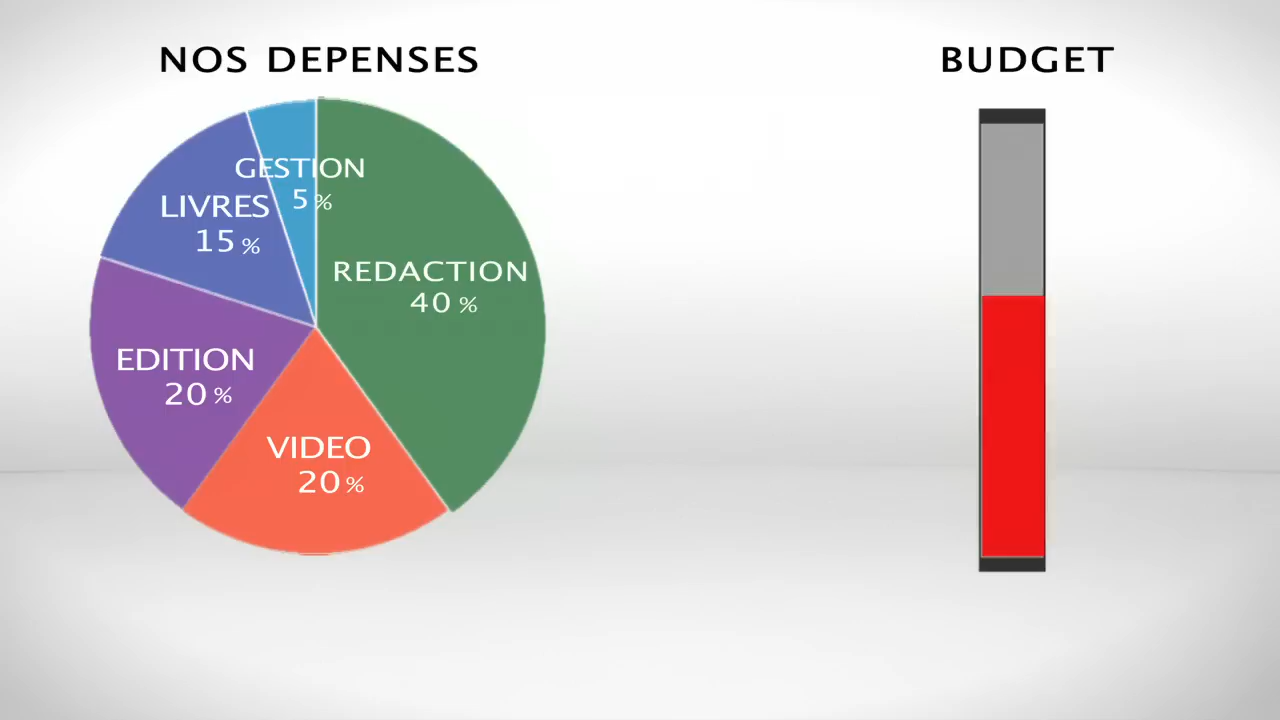 NOS DEPENSES
BUDGET
GESTION
5 %
LIVRES
15 %
REDACTION
40 %
EDITION
20 %
VIDEO
20 %